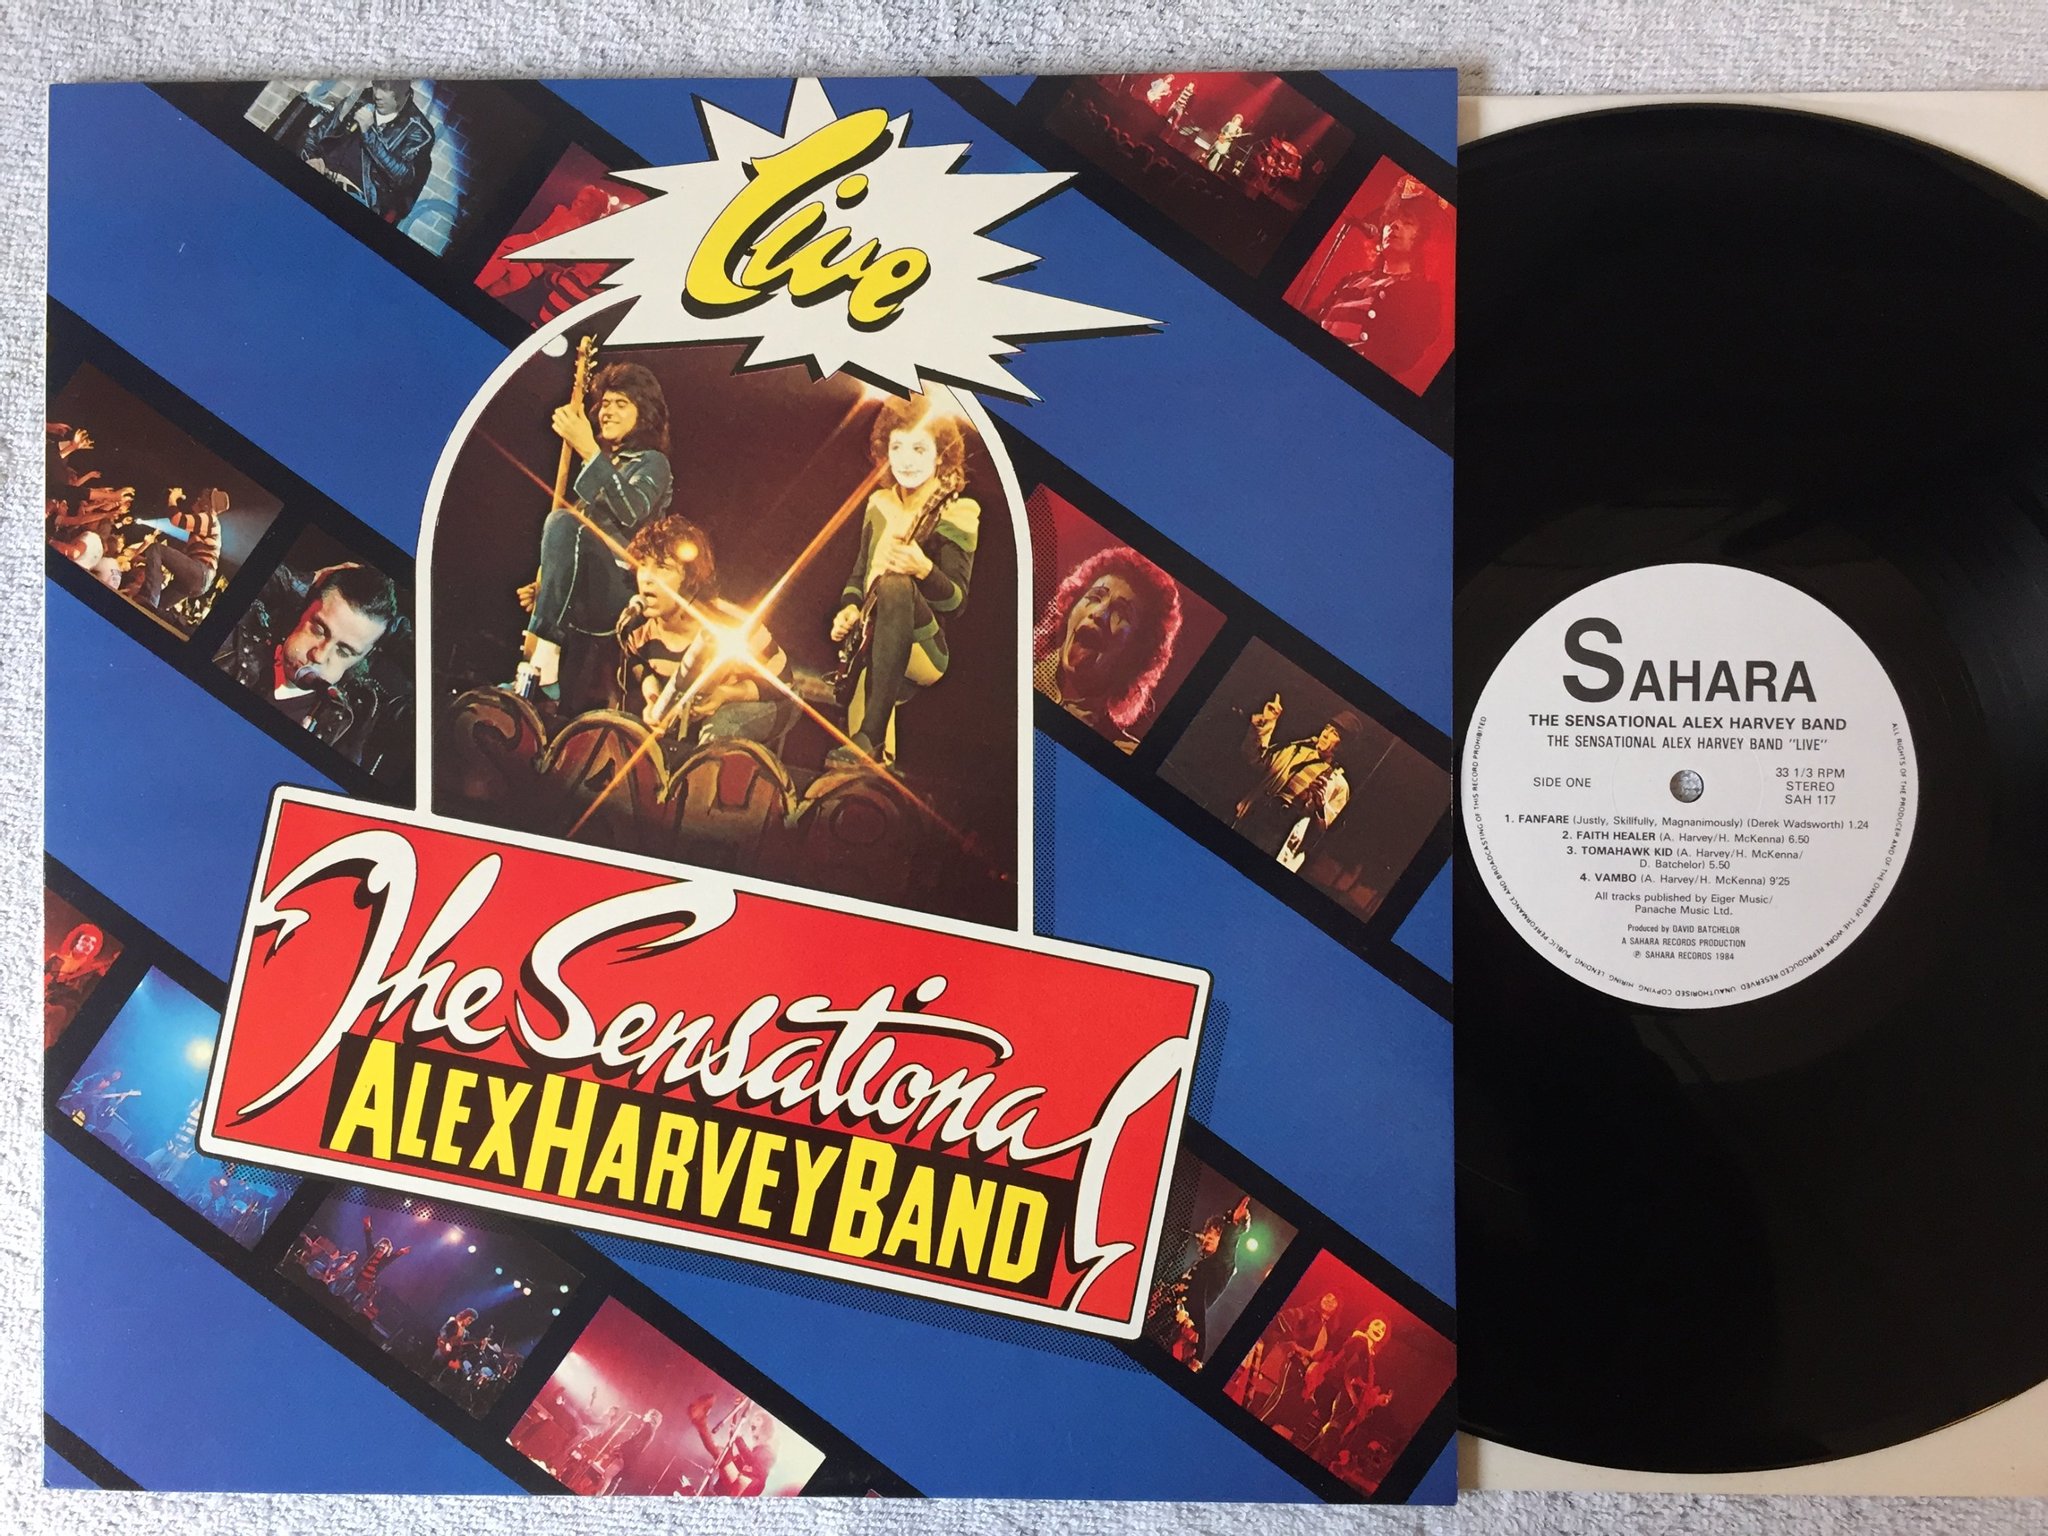 Live
The Sensational
ALEX HARVEY BAND
SAHARA
THE SENSATIONAL ALEX HARVEY BAND
THE SENSATIONAL ALEX HARVEY BAND "LIVE"
SIDE ONE
33 1/3 RPM
STEREO
SAH 117
1. FANFARE (Justly, Skillfully, Magnanimously) (Derek Wadsworth) 1.24
2. FAITH HEALER (A. Harvey/H. McKenna) 6.50
3. TOMAHAWK KID (A. Harvey/H. McKenna/
D. Batchelor) 5.50
4. VAMBO (A. Harvey/H. McKenna) 9'25
All tracks published by Eiger Music/
Panache Music Ltd.
Produced by DAVID BATCHELOR
A SAHARA RECORDS PRODUCTION
℗ SAHARA RECORDS 1984
ALL RIGHTS OF THE PRODUCER AND OF THE OWNER OF THE WORK REPRODUCED RESERVED UNAUTHORISED COPYING HIRING LENDING PUBLIC PERFORMANCE AND BROADCASTING OF THIS RECORD PROHIBITED